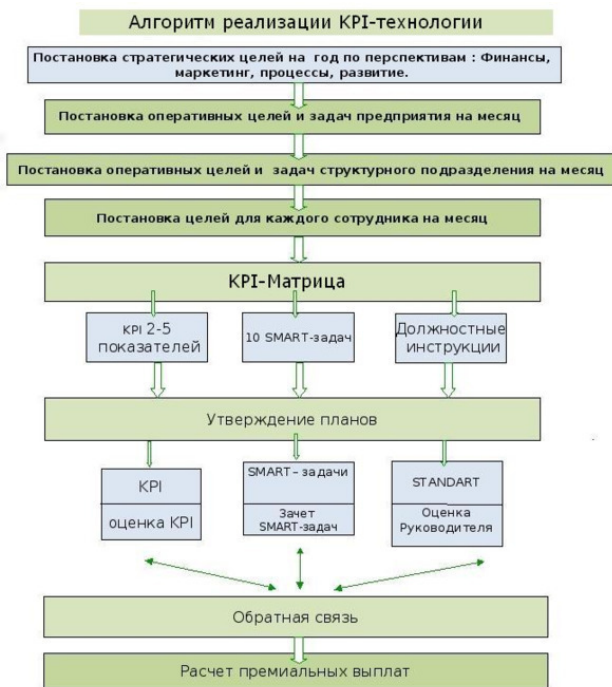 Алгоритм реализации KPI-технологии
Постановка стратегических целей на год по перспективам : Финансы,
маркетинг, процессы, развитие.
Постановка оперативных целей и задач предприятия на месяц
Постановка оперативных целей и задач структурного подразделения на месяц
Постановка целей для каждого сотрудника на месяц
KPI-Матрица
KPI 2-5
показателей
10 SMART-задач
Должностные
инструкции
Утверждение планов
KPI
оценка KPI
SMART – задачи
Зачет
SMART-задач
STANDART
Оценка
Руководителя
Обратная связь
Расчет премиальных выплат